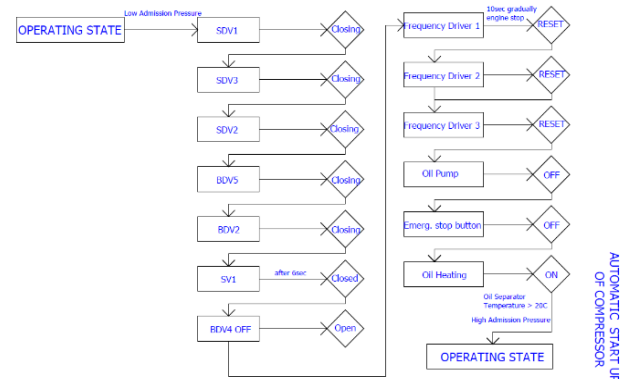 OPERATING STATE
Low Admission Pressure
SDV1
Closing
SDV3
Closing
SDV2
Closing
BDV5
Closing
BDV2
Closing
SV1
after 6sec
Closed
BDV4 OFF
Open
Frequency Driver 1
10sec gradually
engine stop
RESET
Frequency Driver 2
RESET
Frequency Driver 3
RESET
Oil Pump
OFF
Emerg. stop button
OFF
Oil Heating
ON
Oil Separator
Temperature > 20C
High Admission Pressure
OPERATING STATE
AUTOMATIC START UP
OF COMPRESSOR